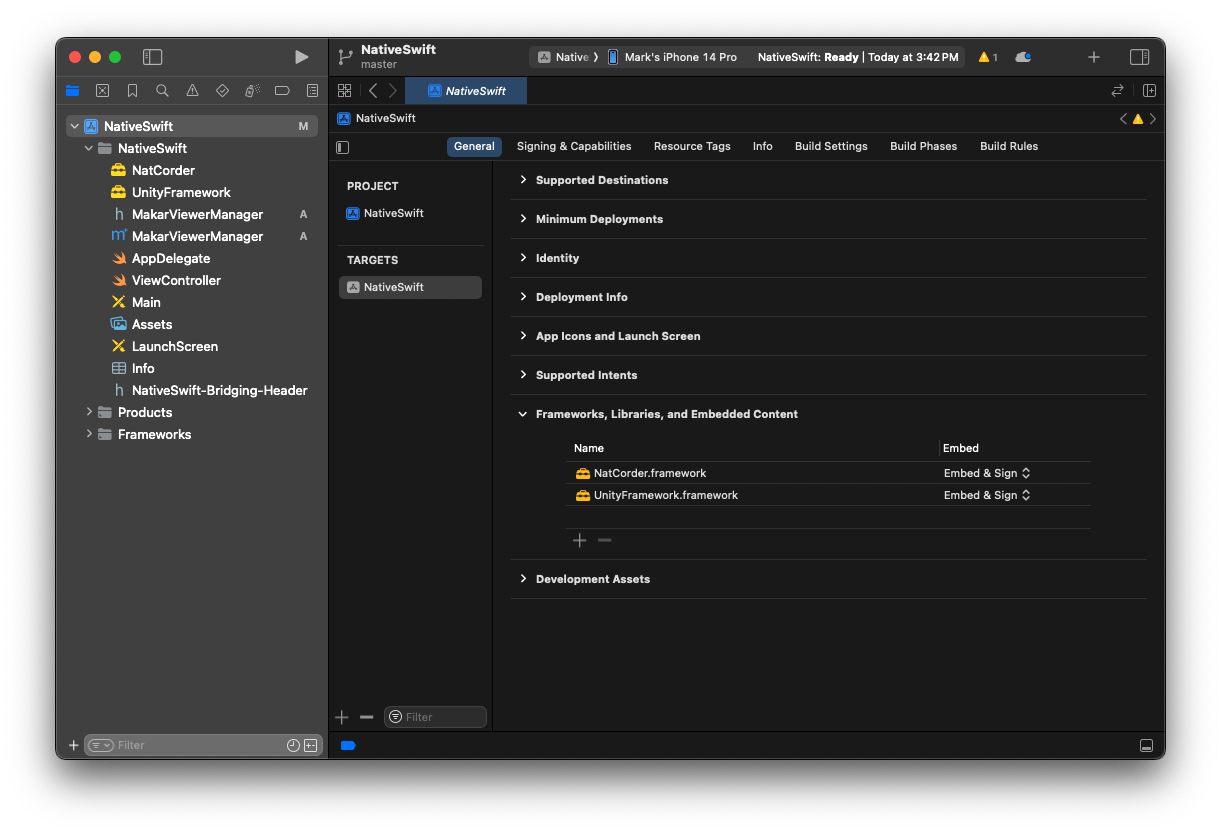 NativeSwift
master
Native
Mark's iPhone 14 Pro
NativeSwift: Ready | Today at 3:42 PM
1
NativeSwift
NativeSwift
NativeSwift M
NativeSwift
NatCorder
UnityFramework
h MakarViewerManager A
m MakarViewerManager A
AppDelegate
ViewController
Main
Assets
LaunchScreen
Info
h NativeSwift-Bridging-Header
Products
Frameworks
Filter
General Signing & Capabilities Resource Tags Info Build Settings Build Phases Build Rules
PROJECT
NativeSwift
TARGETS
NativeSwift
Filter
Supported Destinations
Minimum Deployments
Identity
Deployment Info
App Icons and Launch Screen
Supported Intents
Frameworks, Libraries, and Embedded Content
Name Embed
NatCorder.framework Embed & Sign
UnityFramework.framework Embed & Sign
Development Assets